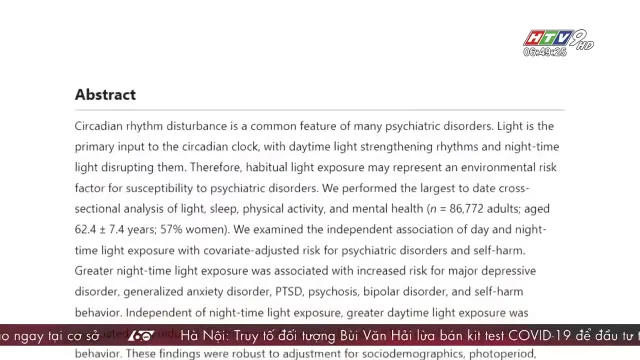 HTV9HD
06:49:25
Abstract
Circadian rhythm disturbance is a common feature of many psychiatric disorders. Light is the
primary input to the circadian clock, with daytime light strengthening rhythms and night-time
light disrupting them. Therefore, habitual light exposure may represent an environmental risk
factor for susceptibility to psychiatric disorders. We performed the largest to date cross-
sectional analysis of light, sleep, physical activity, and mental health (n = 86,772 adults; aged
62.4 ± 7.4 years; 57% women). We examined the independent association of day and night-
time light exposure with covariate-adjusted risk for psychiatric disorders and self-harm.
Greater night-time light exposure was associated with increased risk for major depressive
disorder, generalized anxiety disorder, PTSD, psychosis, bipolar disorder, and self-harm
behavior. Independent of night-time light exposure, greater daytime light exposure was
ngay tại cơ sở 60 Hà Nội: Truy tố đối tượng Bùi Văn Hải lừa bán kit test COVID-19 để đầu tư
behavior. These findings were robust to adjustment for sociodemographics, photoperiod,